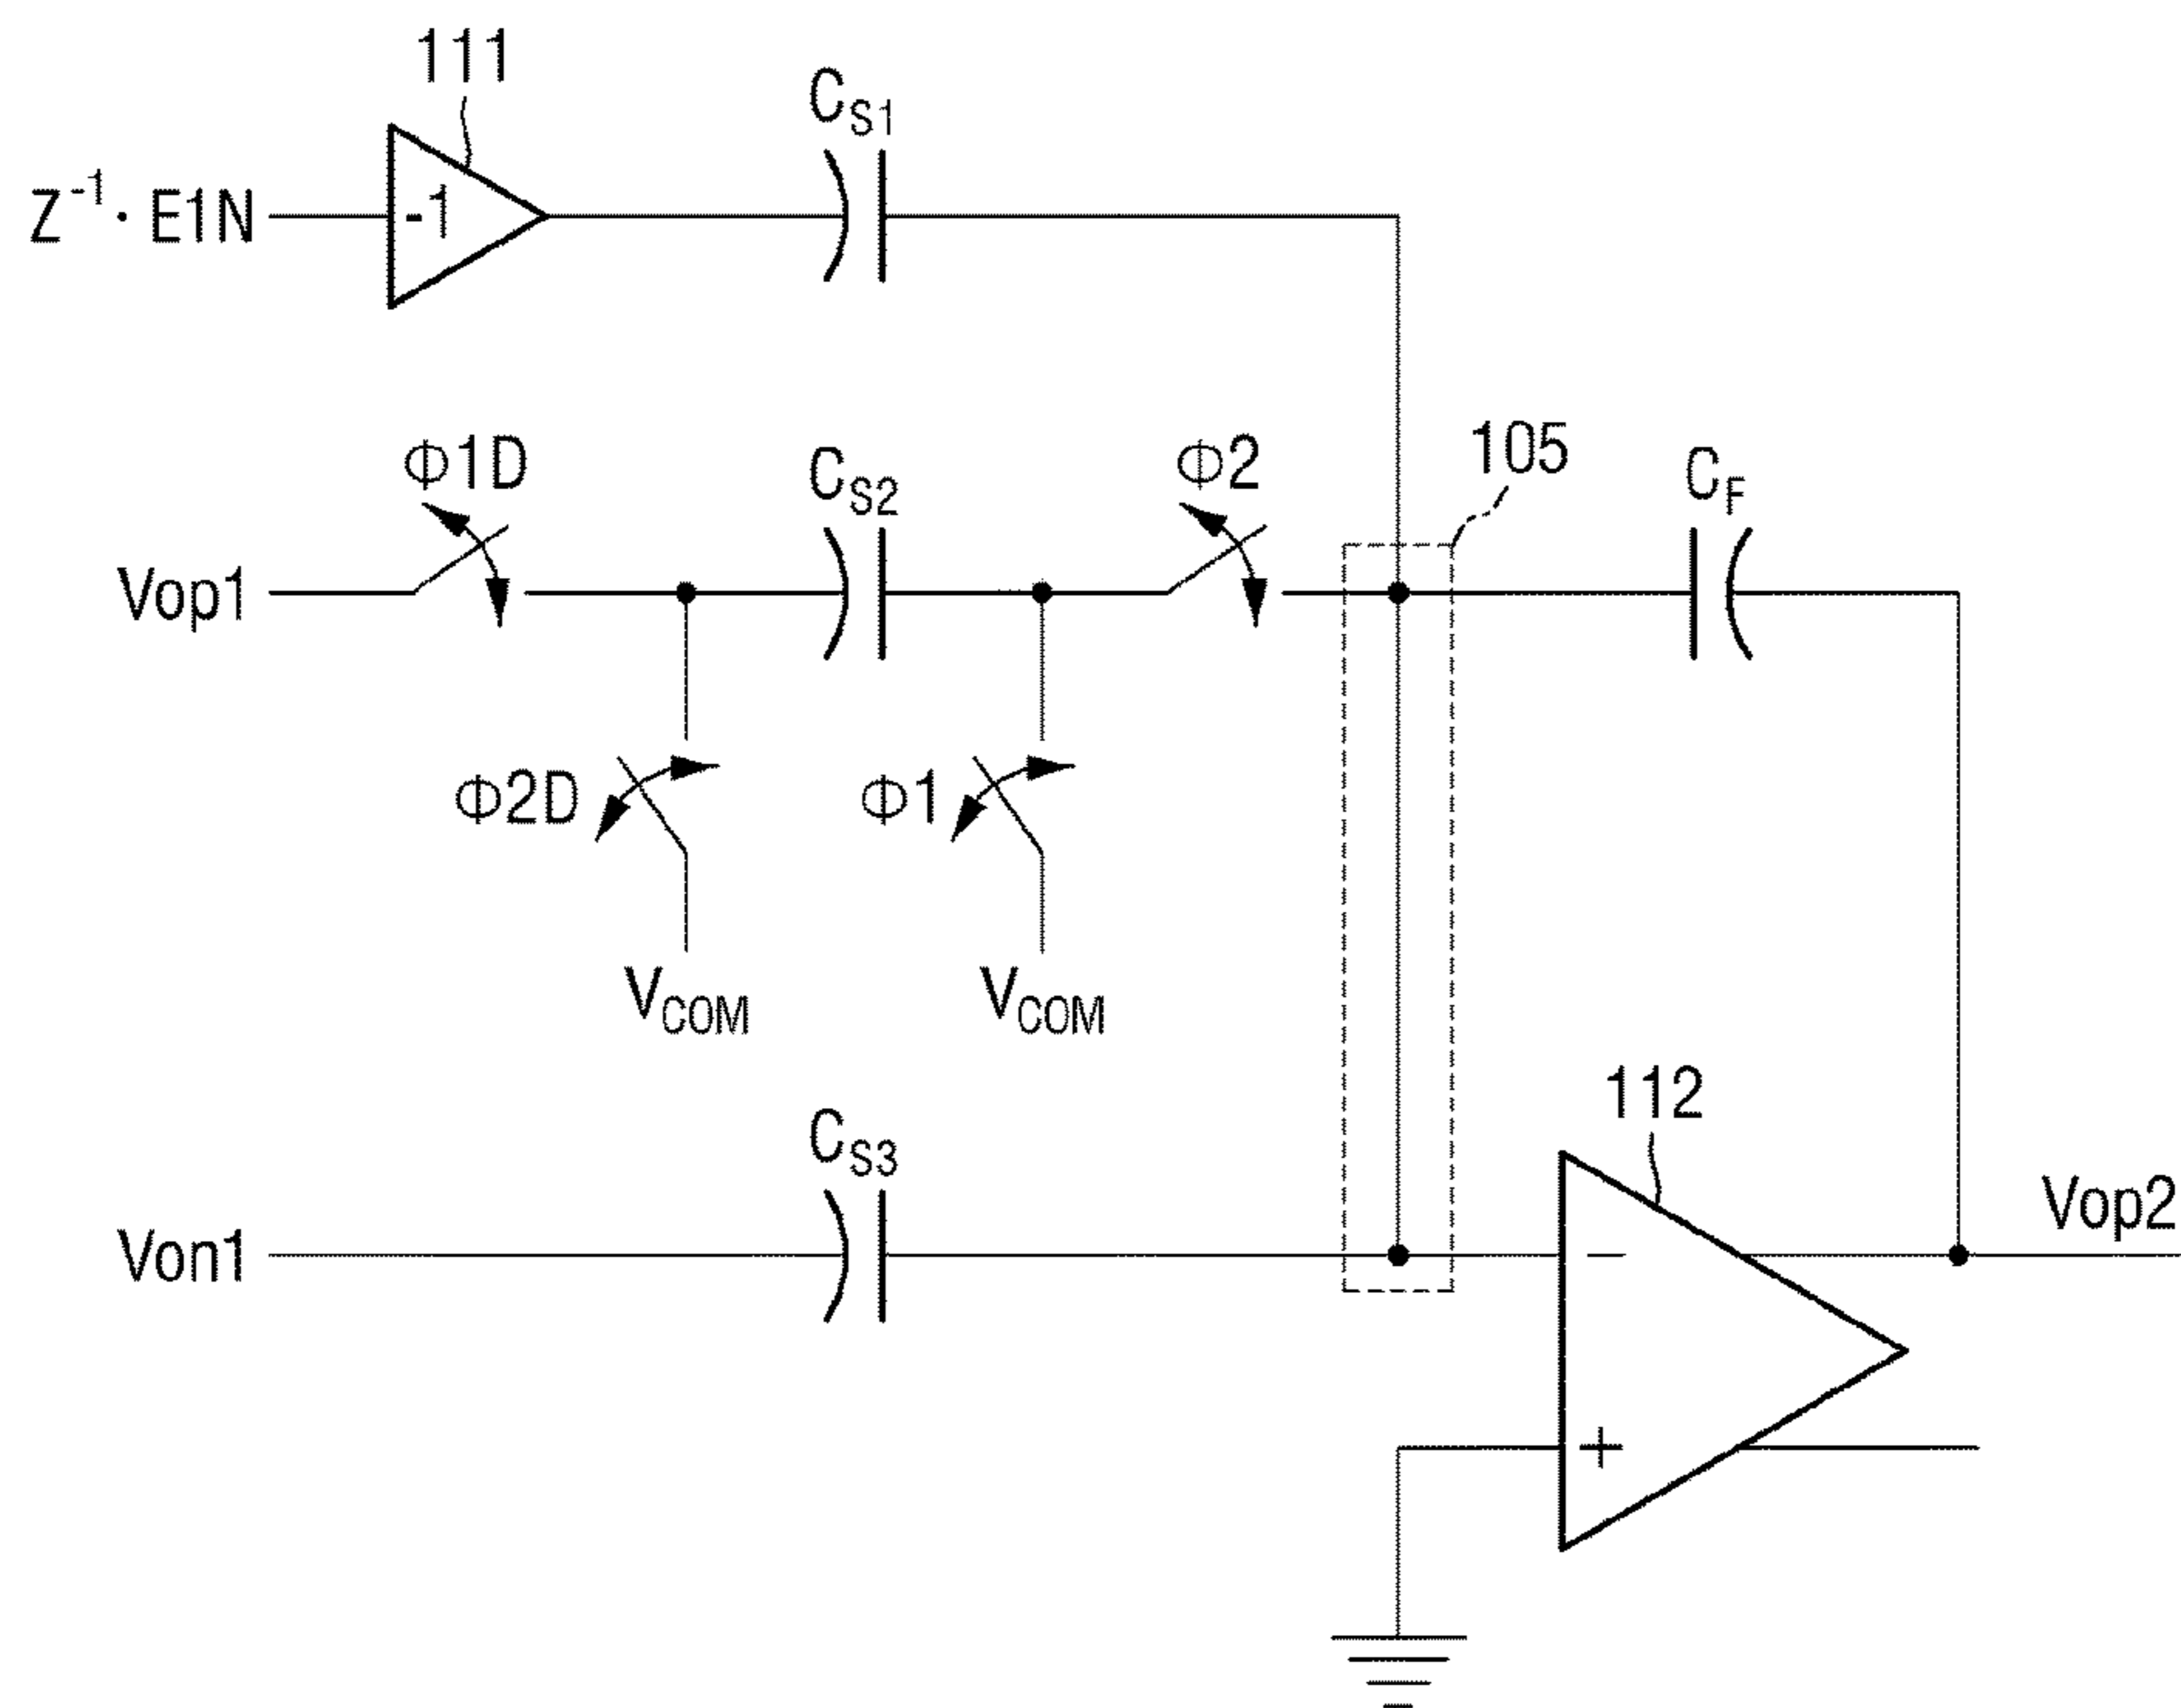 111
C_S1
Z^-1 · E1N
-1
Φ1D
C_S2
Φ2
105
C_F
Vop1
Φ2D
Φ1
V_COM
V_COM
C_S3
112
Von1
−
Vop2
+